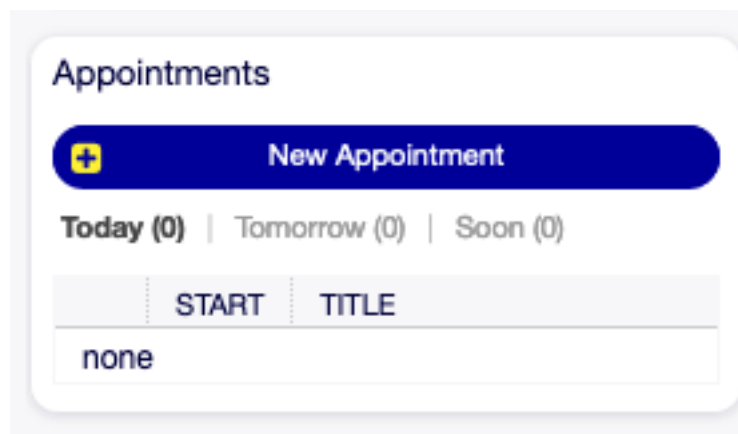 Appointments
New Appointment
Today (0) | Tomorrow (0) | Soon (0)
START TITLE
none